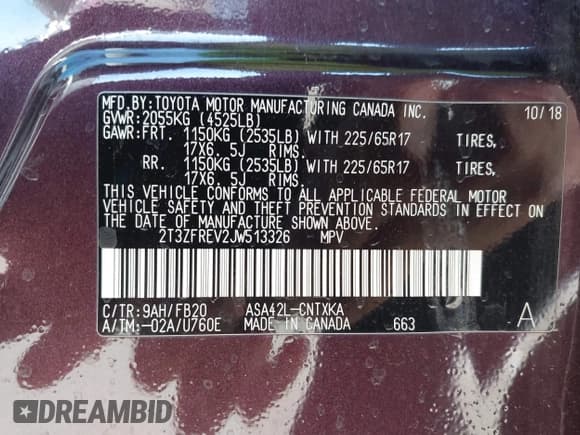 MFD.BY:TOYOTA MOTOR MANUFACTURING CANADA INC. 10/18
GVWR:2055KG (4525LB)
GAWR:FRT. 1150KG (2535LB) WITH 225/65R17 TIRES,
17X6. 5J RIMS.
RR. 1150KG (2535LB) WITH 225/65R17 TIRES,
17X6. 5J RIMS.
THIS VEHICLE CONFORMS TO ALL APPLICABLE FEDERAL MOTOR
VEHICLE SAFETY AND THEFT PREVENTION STANDARDS IN EFFECT ON
THE DATE OF MANUFACTURE SHOWN ABOVE.
2T3ZFREV2JW513326 MPV
C/TR:9AH/FB20 ASA42L-CNTXKA
A/TM:-02A/U760E MADE IN CANADA 663 A
DREAMBID